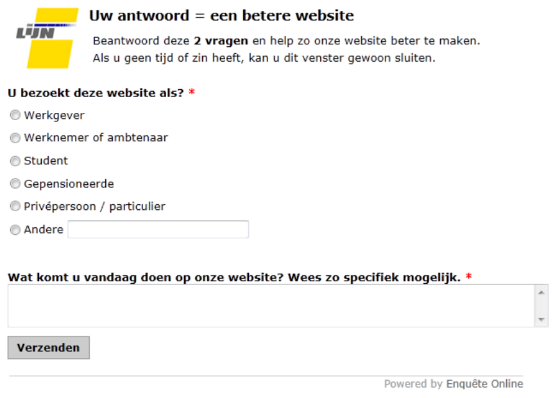 LIJN
Uw antwoord = een betere website
Beantwoord deze 2 vragen en help zo onze website beter te maken.
Als u geen tijd of zin heeft, kan u dit venster gewoon sluiten.
U bezoekt deze website als? *
Werkgever
Werknemer of ambtenaar
Student
Gepensioneerde
Privépersoon / particulier
Andere
Wat komt u vandaag doen op onze website? Wees zo specifiek mogelijk. *
Verzenden
Powered by Enquête Online